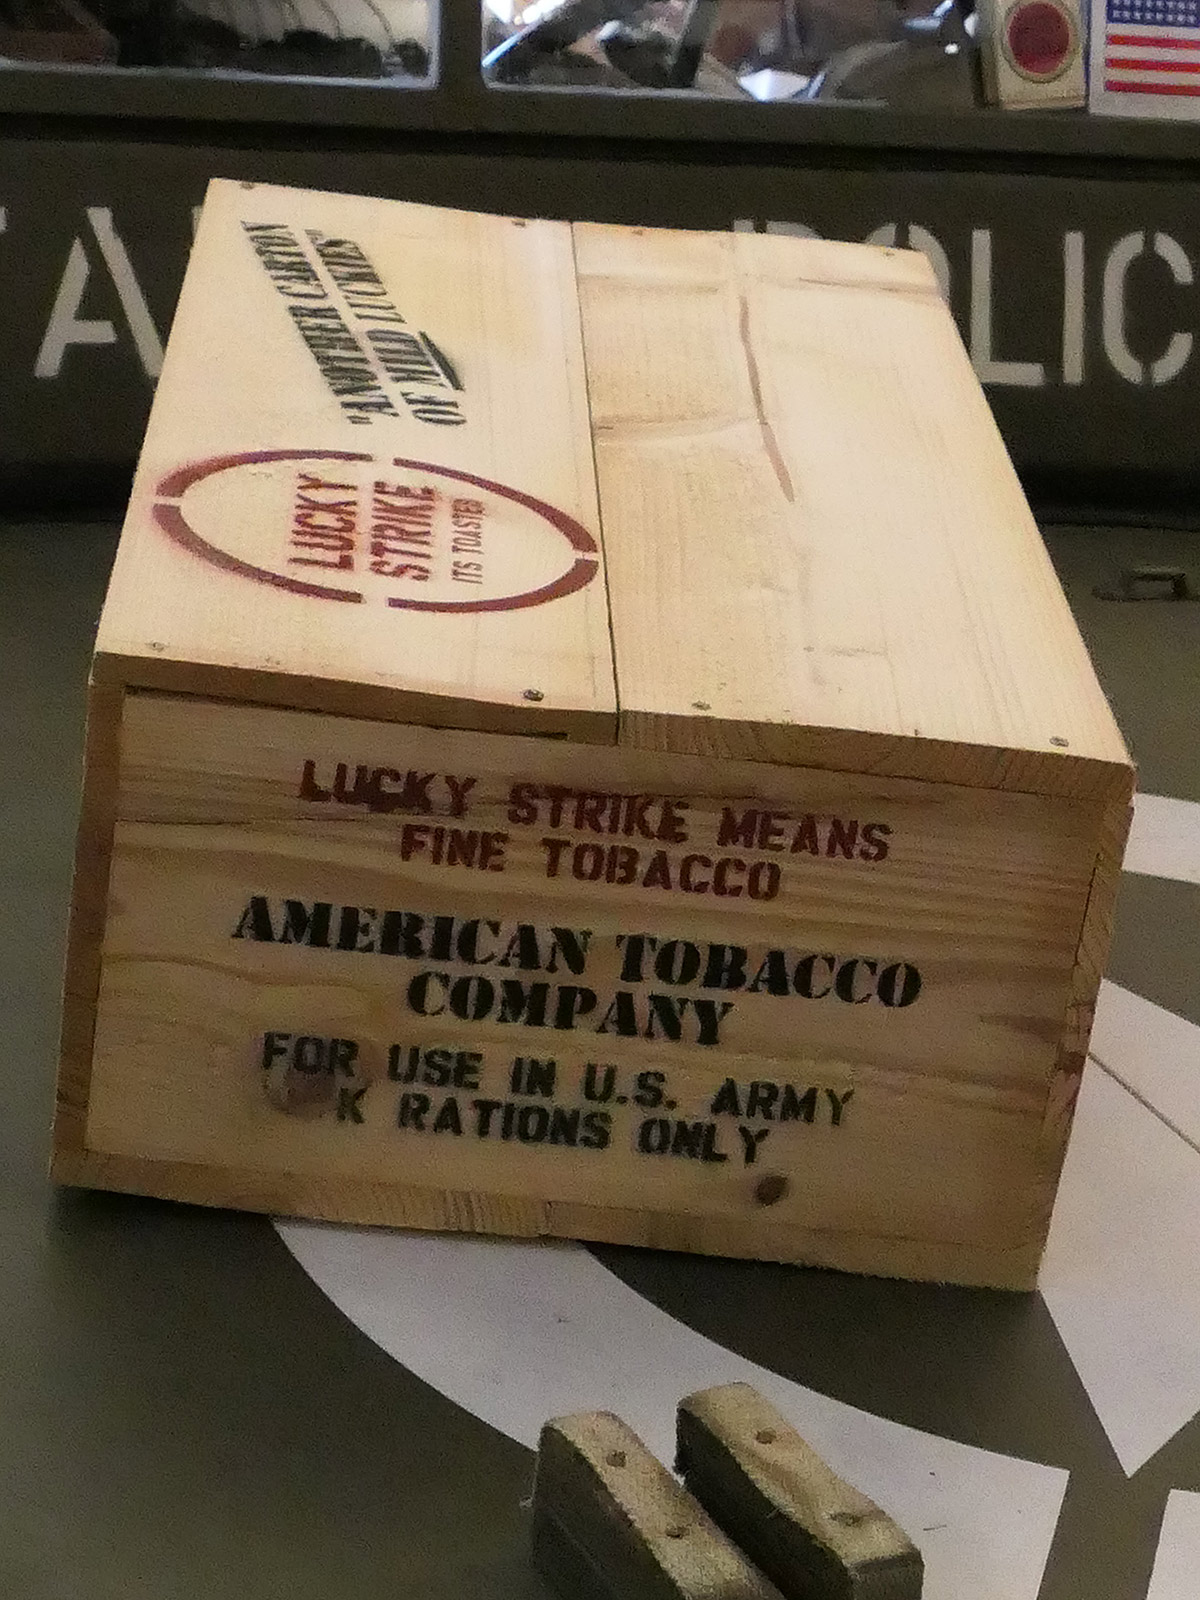 "ANOTHER CARTON
OF MILD LUCKIES"
LUCKY
STRIKE
ITS TOASTED
LUCKY STRIKE MEANS
FINE TOBACCO
AMERICAN TOBACCO
COMPANY
FOR USE IN U.S. ARMY
K RATIONS ONLY